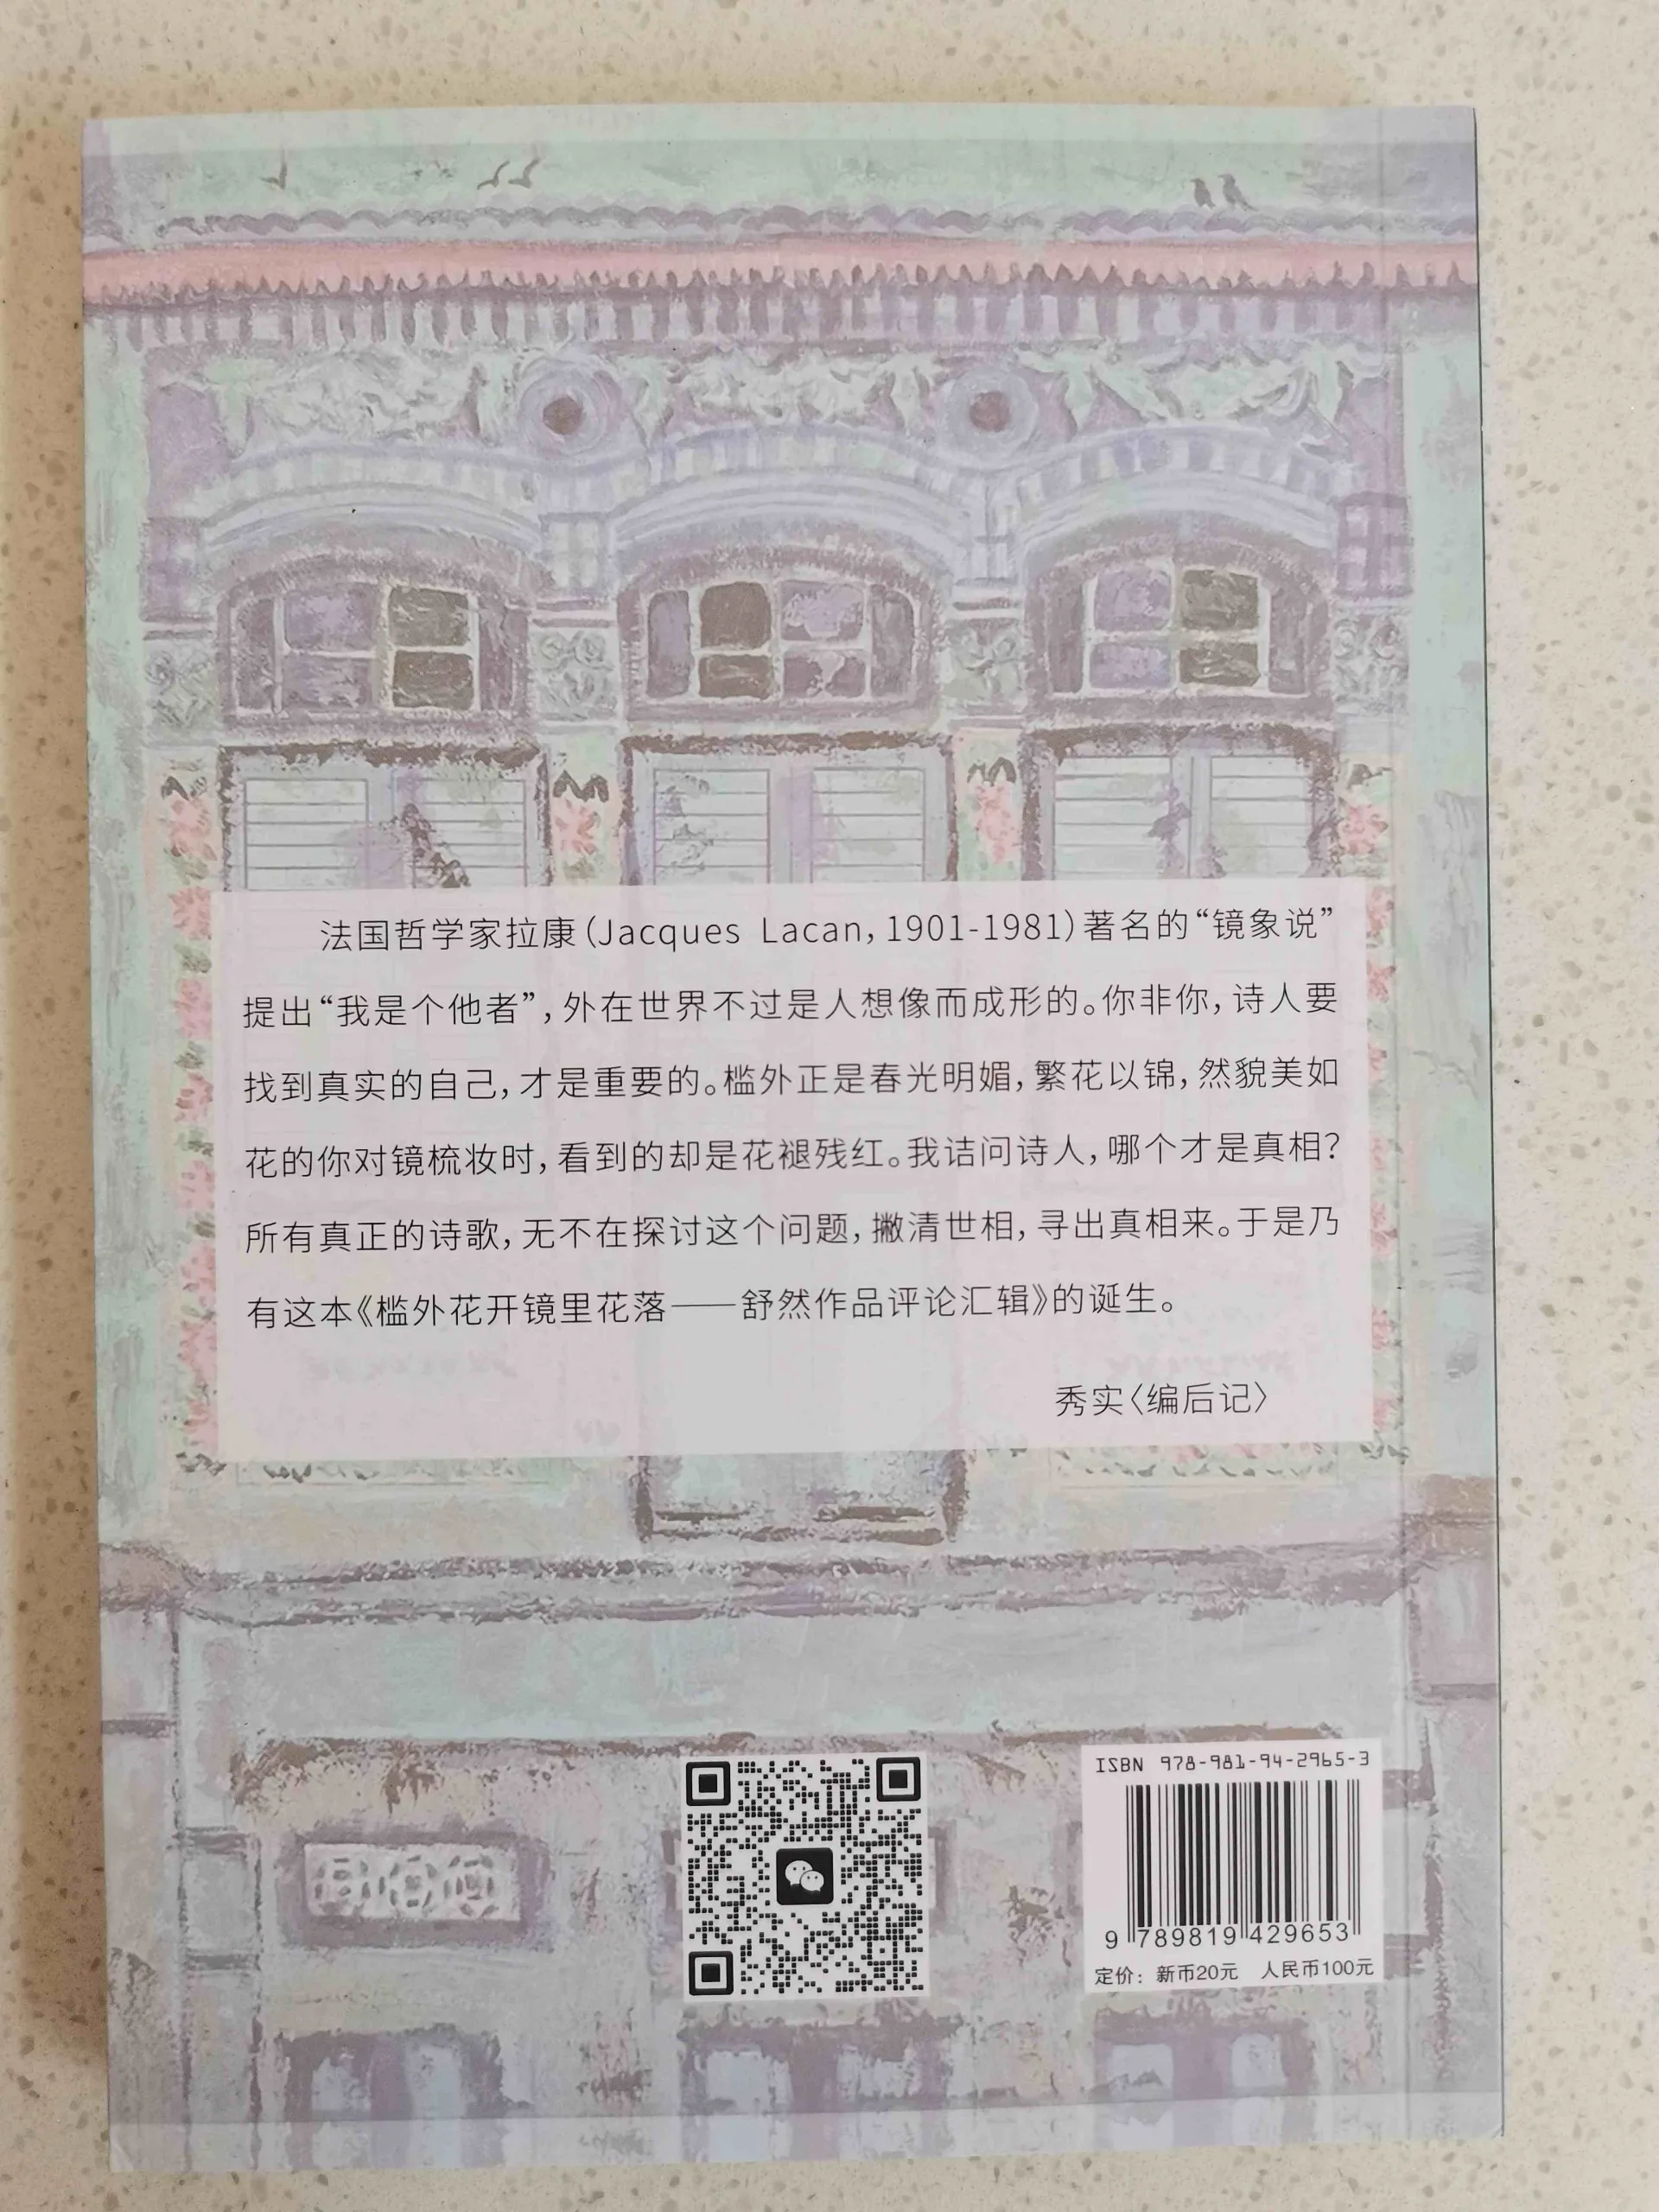 法国哲学家拉康(Jacques Lacan, 1901-1981)著名的“镜象说”
提出“我是个他者”,外在世界不过是人想像而成形的。你非你,诗人要
找到真实的自己,才是重要的。槛外正是春光明媚,繁花以锦,然貌美如
花的你对镜梳妆时,看到的却是花褪残红。我诘问诗人,哪个才是真相?
所有真正的诗歌,无不在探讨这个问题,撇清世相,寻出真相来。于是乃
有这本《槛外花开镜里花落——舒然作品评论汇辑》的诞生。
秀实〈编后记〉
ISBN 978-981-94-2965-3
9 789819 429653
定价：新币20元 人民币100元